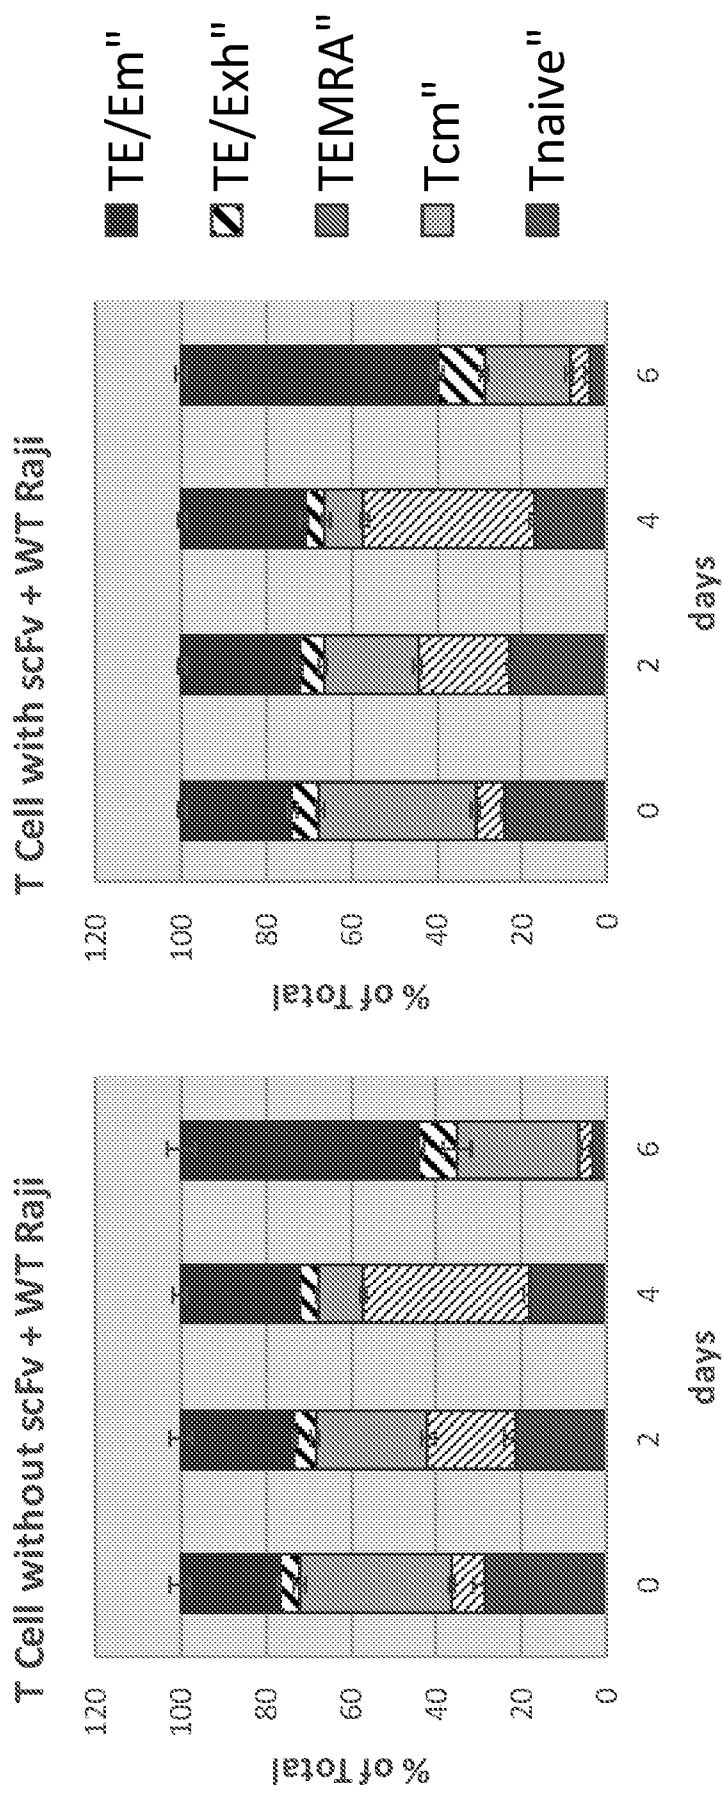 T Cell without scFv + WT Raji
% of Total
120
100
80
60
40
20
0
0 2 4 6
days
T Cell with scFv + WT Raji
% of Total
120
100
80
60
40
20
0
0 2 4 6
days
TE/Em"
TE/Exh"
TEMRA"
Tcm"
Tnaive"